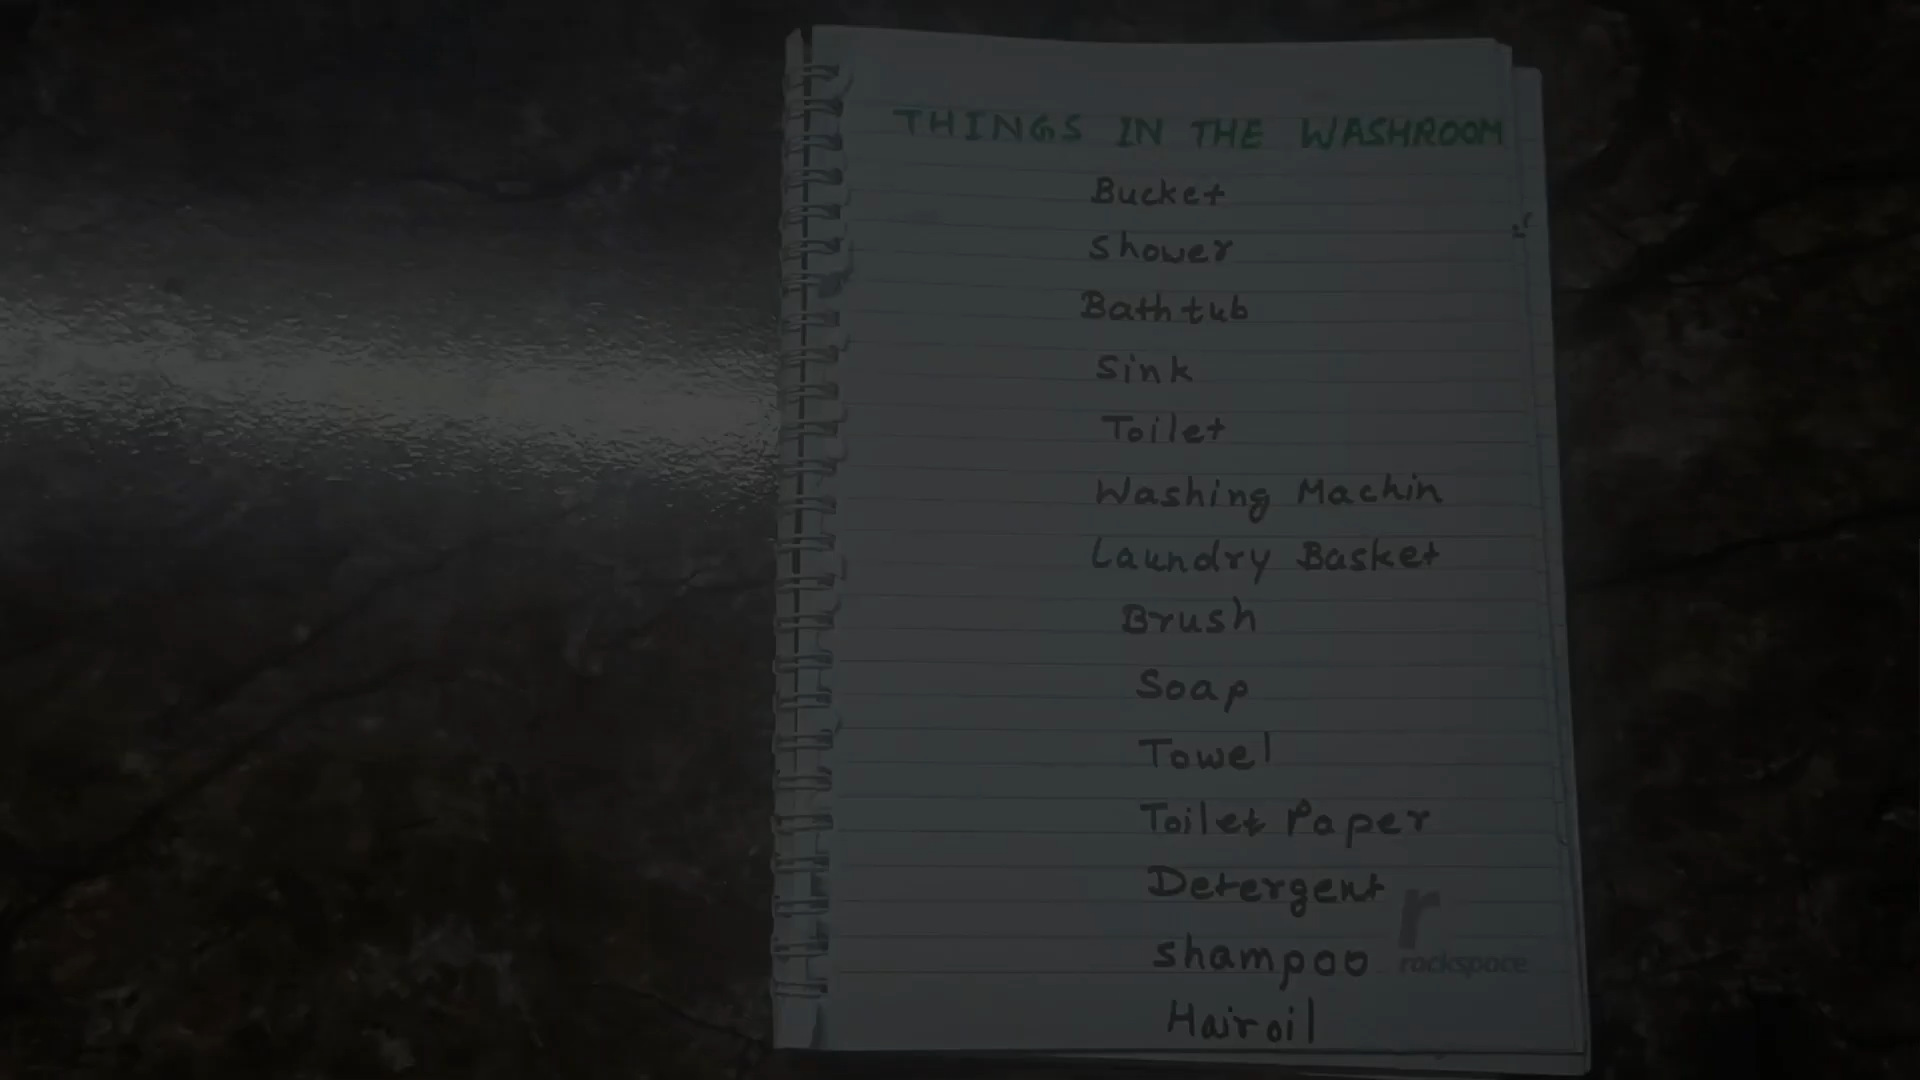 THINGS IN THE WASHROOM
Bucket
Shower
Bathtub
Sink
Toilet
Washing Machin
Laundry Basket
Brush
Soap
Towel
Toilet Paper
Detergent
Shampoo
rackspace
Hairoil